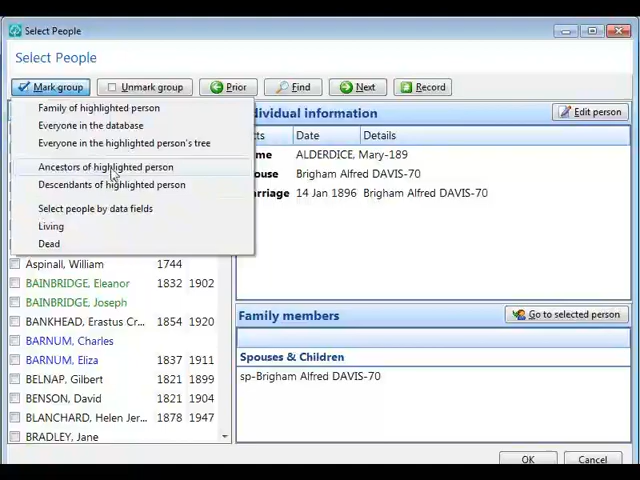 Select People
Select People
Mark group
Unmark group
Prior
Find
Next
Record
Family of highlighted person
Everyone in the database
Everyone in the highlighted person's tree
Ancestors of highlighted person
Descendants of highlighted person
Select people by data fields
Living
Dead
Aspinall, William 1744
BAINBRIDGE, Eleanor 1832 1902
BAINBRIDGE, Joseph
BANKHEAD, Erastus Cr... 1854 1920
BARNUM, Charles
BARNUM, Eliza 1837 1911
BELNAP, Gilbert 1821 1899
BENSON, David 1804 1851
BLANCHARD, Helen Jer... 1878 1947
BRADLEY, Jane
dividual information
Edit person
cts Date Details
me ALDERDICE, Mary-189
ouse Brigham Alfred DAVIS-70
rriage 14 Jan 1896 Brigham Alfred DAVIS-70
Family members
Go to selected person
Spouses & Children
sp-Brigham Alfred DAVIS-70
OK
Cancel